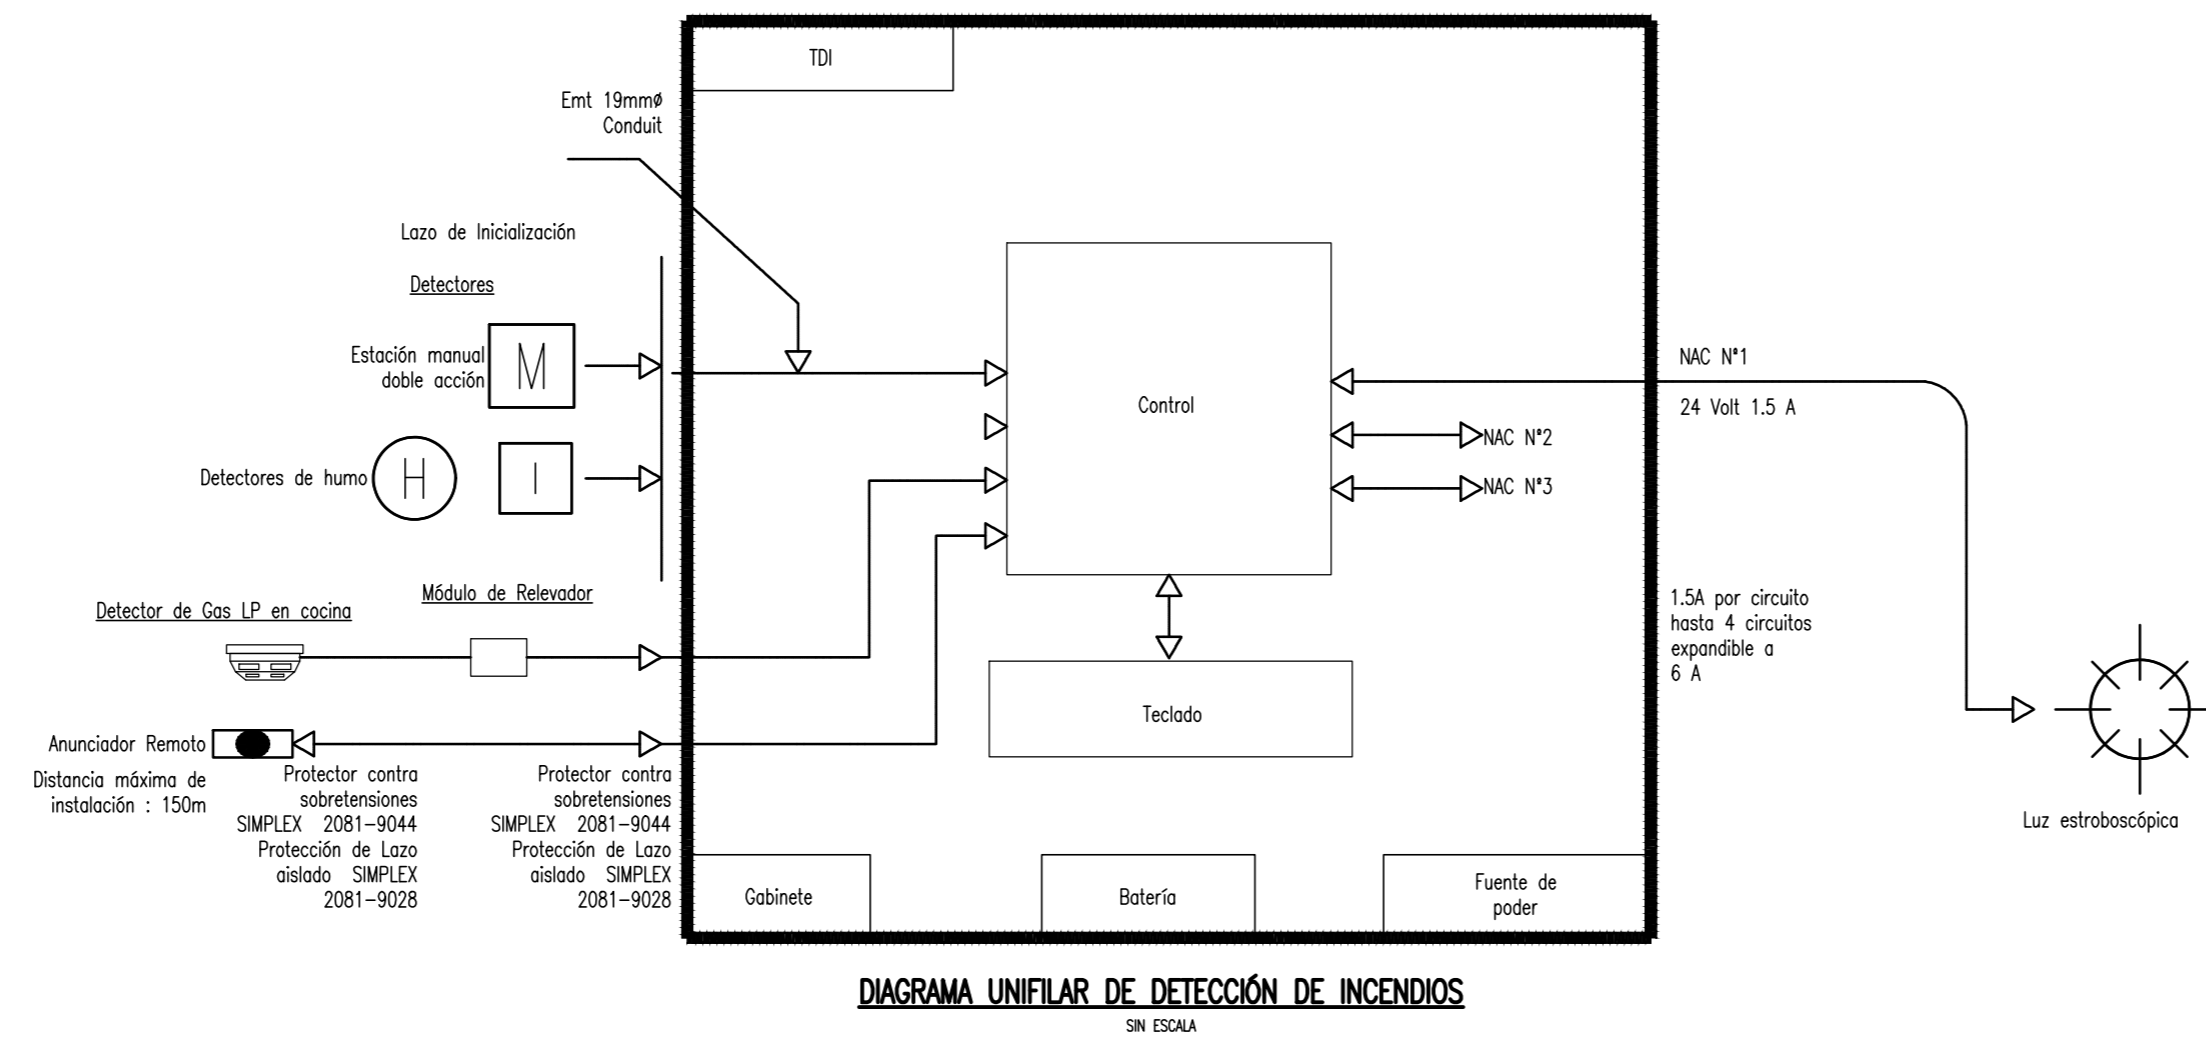 TDI
Emt 19mmø
Conduit
Lazo de Inicialización
Detectores
Estación manual
doble acción
M
Detectores de humo
H
I
Control
NAC N°1
24 Volt 1.5 A
NAC N°2
NAC N°3
Módulo de Relevador
Detector de Gas LP en cocina
1.5A por circuito
hasta 4 circuitos
expandible a
6 A
Teclado
Anunciador Remoto
Distancia máxima de
instalación : 150m
Protector contra
sobretensiones
SIMPLEX 2081-9044
Protección de Lazo
aislado SIMPLEX
2081-9028
Protector contra
sobretensiones
SIMPLEX 2081-9044
Protección de Lazo
aislado SIMPLEX
2081-9028
Luz estroboscópica
Gabinete
Batería
Fuente de
poder
DIAGRAMA UNIFILAR DE DETECCIÓN DE INCENDIOS
SIN ESCALA